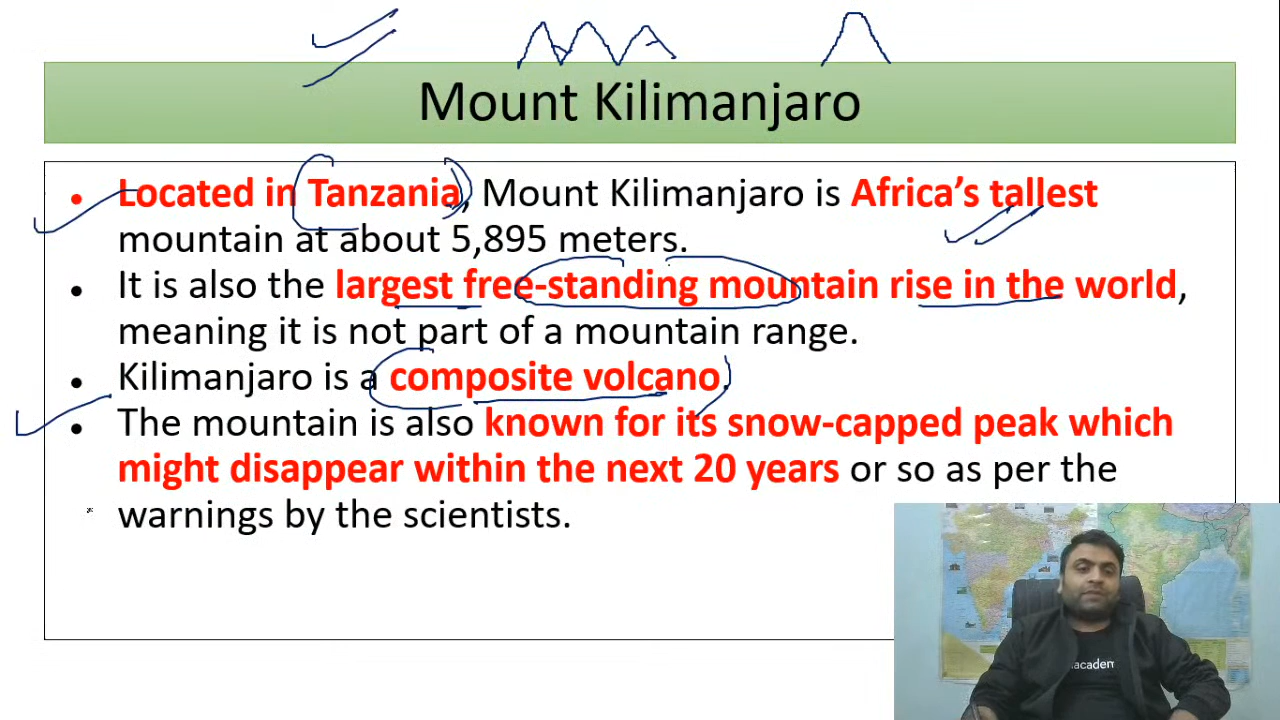 Mount Kilimanjaro
• Located in Tanzania, Mount Kilimanjaro is Africa’s tallest
mountain at about 5,895 meters.
• It is also the largest free-standing mountain rise in the world,
meaning it is not part of a mountain range.
• Kilimanjaro is a composite volcano.
• The mountain is also known for its snow-capped peak which
might disappear within the next 20 years or so as per the
warnings by the scientists.